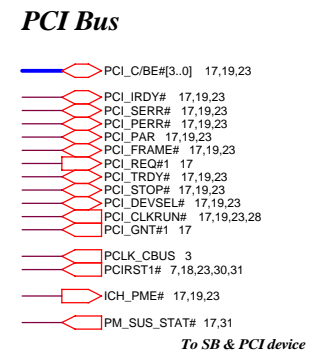 PCI Bus
PCI_C/BE#[3..0] 17,19,23
PCI_IRDY# 17,19,23
PCI_SERR# 17,19,23
PCI_PERR# 17,19,23
PCI_PAR 17,19,23
PCI_FRAME# 17,19,23
PCI_REQ#1 17
PCI_TRDY# 17,19,23
PCI_STOP# 17,19,23
PCI_DEVSEL# 17,19,23
PCI_CLKRUN# 17,19,23,28
PCI_GNT#1 17
PCLK_CBUS 3
PCIRST1# 7,18,23,30,31
ICH_PME# 17,19,23
PM_SUS_STAT# 17,31
To SB & PCI device